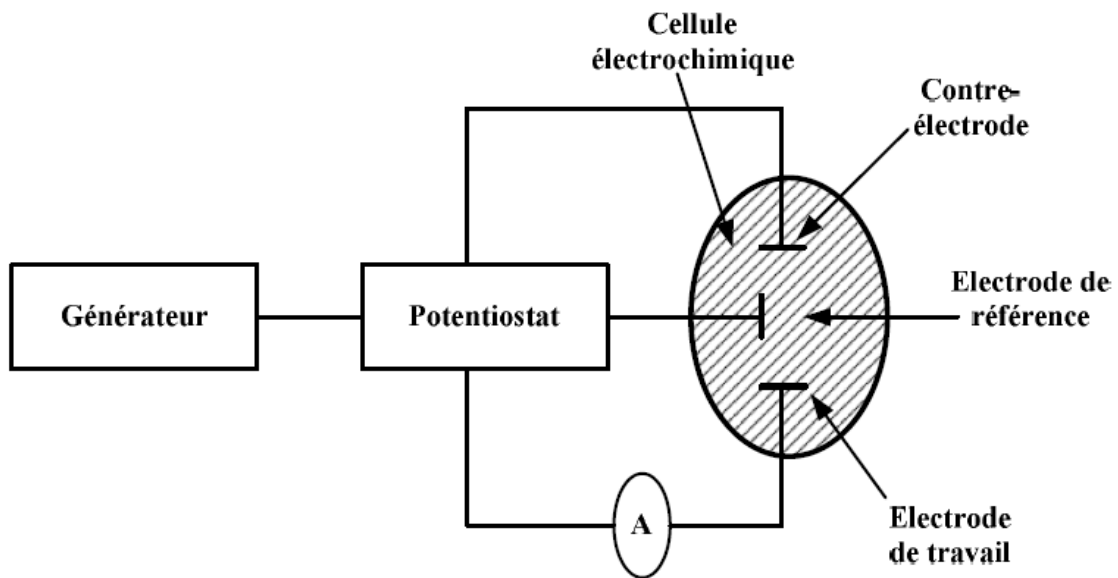 Cellule
électrochimique
Contre-
électrode
Générateur
Potentiostat
Electrode de
référence
A
Electrode
de travail